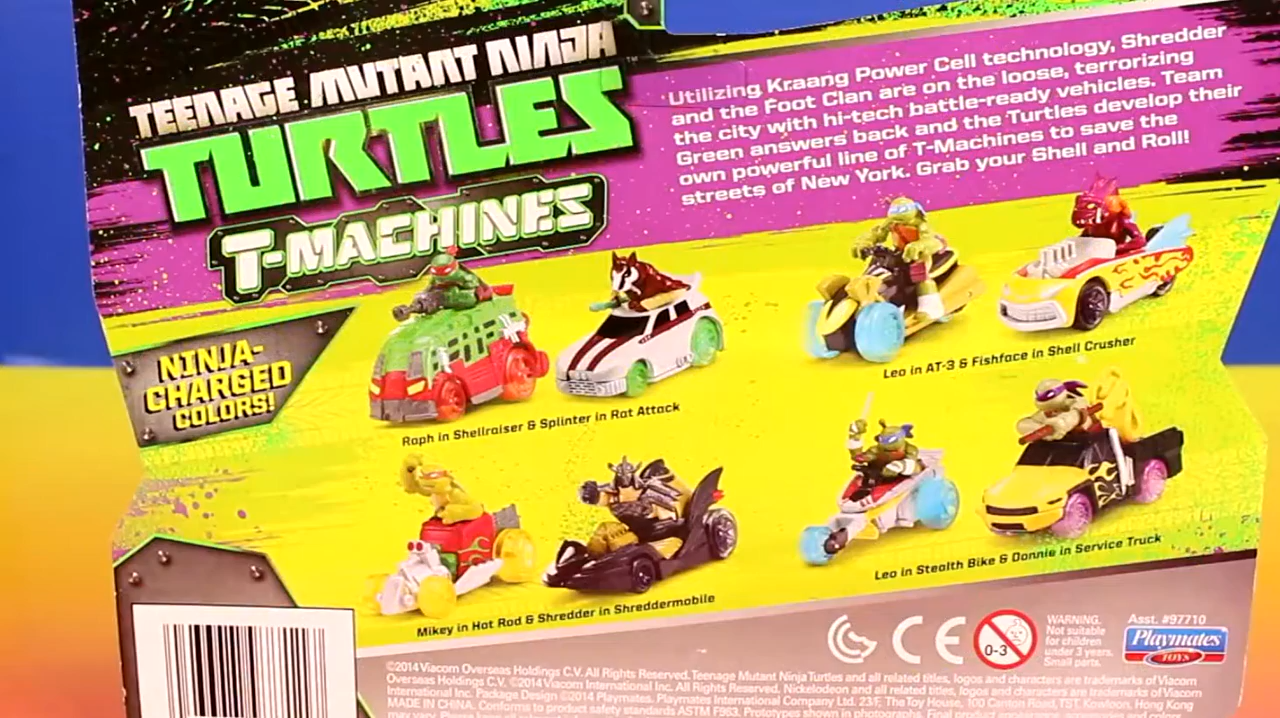 TEENAGE MUTANT NINJA
TURTLES
T-MACHINES
Utilizing Kraang Power Cell technology, Shredder
and the Foot Clan are on the loose, terrorizing
the city with hi-tech battle-ready vehicles. Team
Green answers back and the Turtles develop their
own powerful line of T-Machines to save the
streets of New York. Grab your Shell and Roll!
NINJA-
CHARGED
COLORS!
Raph in Shellraiser & Splinter in Rat Attack
Leo in AT-3 & Fishface in Shell Crusher
Mikey in Hot Rod & Shredder in Shreddermobile
Leo in Stealth Bike & Donnie in Service Truck
CE
0-3
WARNING.
Not suitable
for children
under 3 years.
Small parts.
Asst. #97710
Playmates
TOYS
©2014 Viacom Overseas Holdings C.V. All Rights Reserved. Teenage Mutant Ninja Turtles and all related titles, logos and characters are trademarks of Viacom
Overseas Holdings C.V. ©2014 Viacom International Inc. All Rights Reserved. Nickelodeon and all related titles, logos and characters are trademarks of Viacom
International Inc. Package Design ©2014 Playmates. Playmates International Company Ltd. 23/F, The Toy House, 100 Canton Road, TST, Kowloon, Hong Kong
MADE IN CHINA. Conforms to product safety standards ASTM F963. Prototypes shown in photographs. Final product